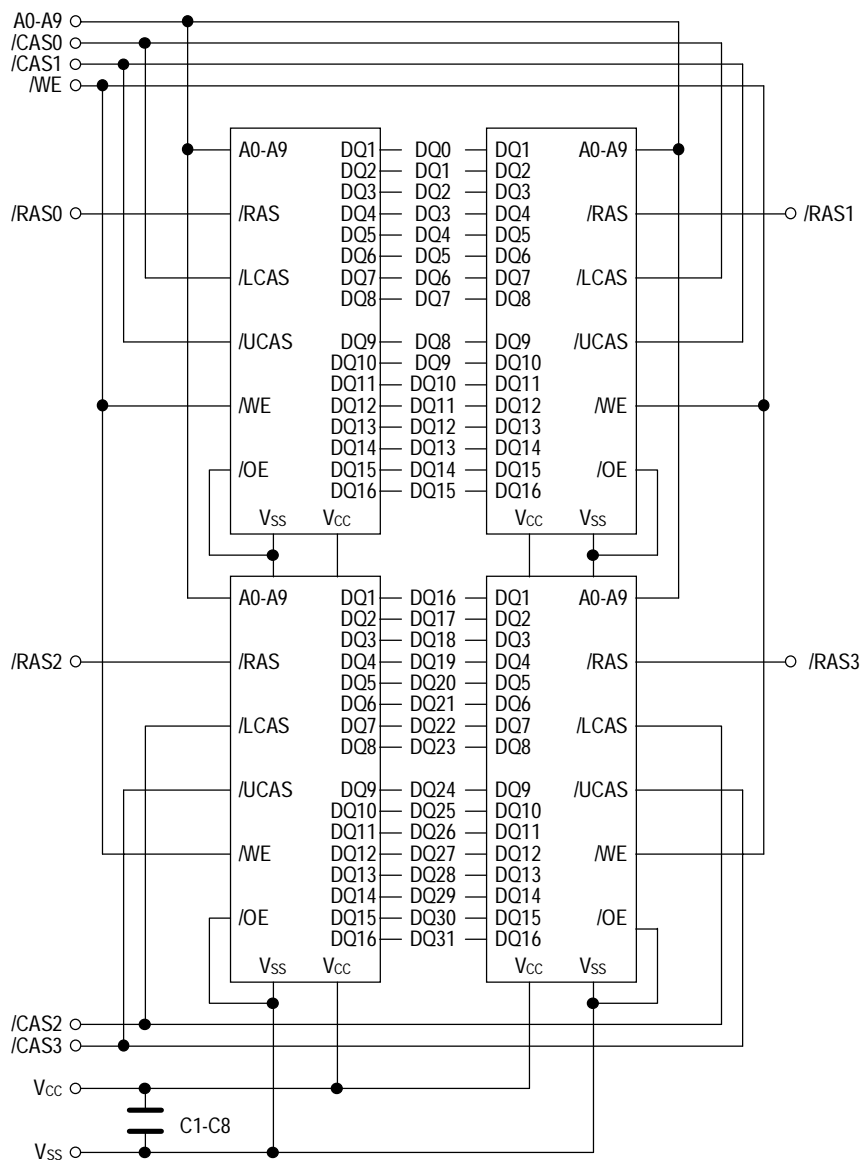 A0-A9
/CAS0
/CAS1
/WE
A0-A9 DQ1 DQ0 DQ1 A0-A9
DQ2 DQ1 DQ2
DQ3 DQ2 DQ3
/RAS0 /RAS DQ4 DQ3 DQ4 /RAS /RAS1
DQ5 DQ4 DQ5
DQ6 DQ5 DQ6
/LCAS DQ7 DQ6 DQ7 /LCAS
DQ8 DQ7 DQ8
/UCAS DQ9 DQ8 DQ9 /UCAS
DQ10 DQ9 DQ10
DQ11 DQ10 DQ11
/WE DQ12 DQ11 DQ12 /WE
DQ13 DQ12 DQ13
DQ14 DQ13 DQ14
/OE DQ15 DQ14 DQ15 /OE
DQ16 DQ15 DQ16
Vss Vcc Vcc Vss
A0-A9 DQ1 DQ16 DQ1 A0-A9
DQ2 DQ17 DQ2
DQ3 DQ18 DQ3
/RAS2 /RAS DQ4 DQ19 DQ4 /RAS /RAS3
DQ5 DQ20 DQ5
DQ6 DQ21 DQ6
/LCAS DQ7 DQ22 DQ7 /LCAS
DQ8 DQ23 DQ8
/UCAS DQ9 DQ24 DQ9 /UCAS
DQ10 DQ25 DQ10
DQ11 DQ26 DQ11
/WE DQ12 DQ27 DQ12 /WE
DQ13 DQ28 DQ13
DQ14 DQ29 DQ14
/OE DQ15 DQ30 DQ15 /OE
DQ16 DQ31 DQ16
Vss Vcc Vcc Vss
/CAS2
/CAS3
Vcc
C1-C8
Vss